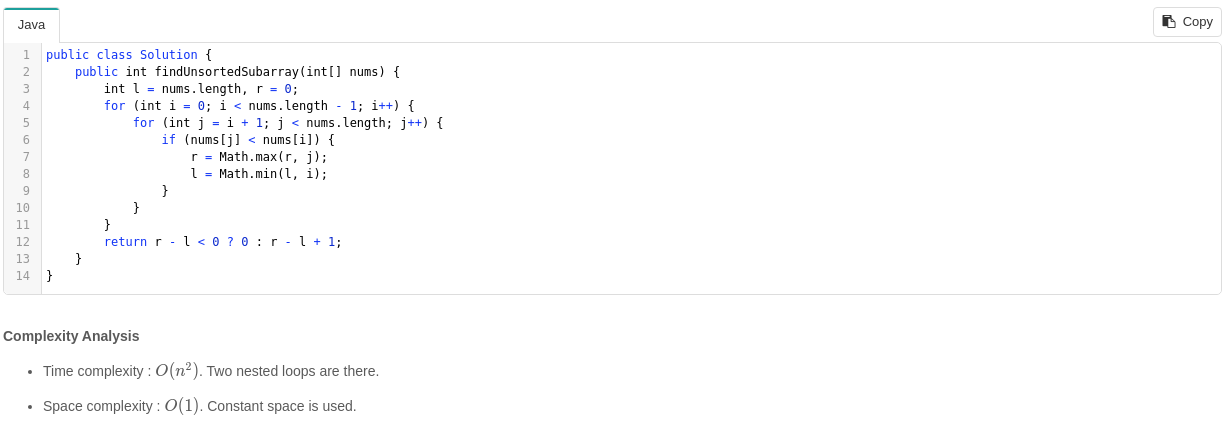 Java
Copy
1 public class Solution {
2     public int findUnsortedSubarray(int[] nums) {
3         int l = nums.length, r = 0;
4         for (int i = 0; i < nums.length - 1; i++) {
5             for (int j = i + 1; j < nums.length; j++) {
6                 if (nums[j] < nums[i]) {
7                     r = Math.max(r, j);
8                     l = Math.min(l, i);
9                 }
10             }
11         }
12         return r - l < 0 ? 0 : r - l + 1;
13     }
14 }
Complexity Analysis
• Time complexity : O(n²). Two nested loops are there.
• Space complexity : O(1). Constant space is used.